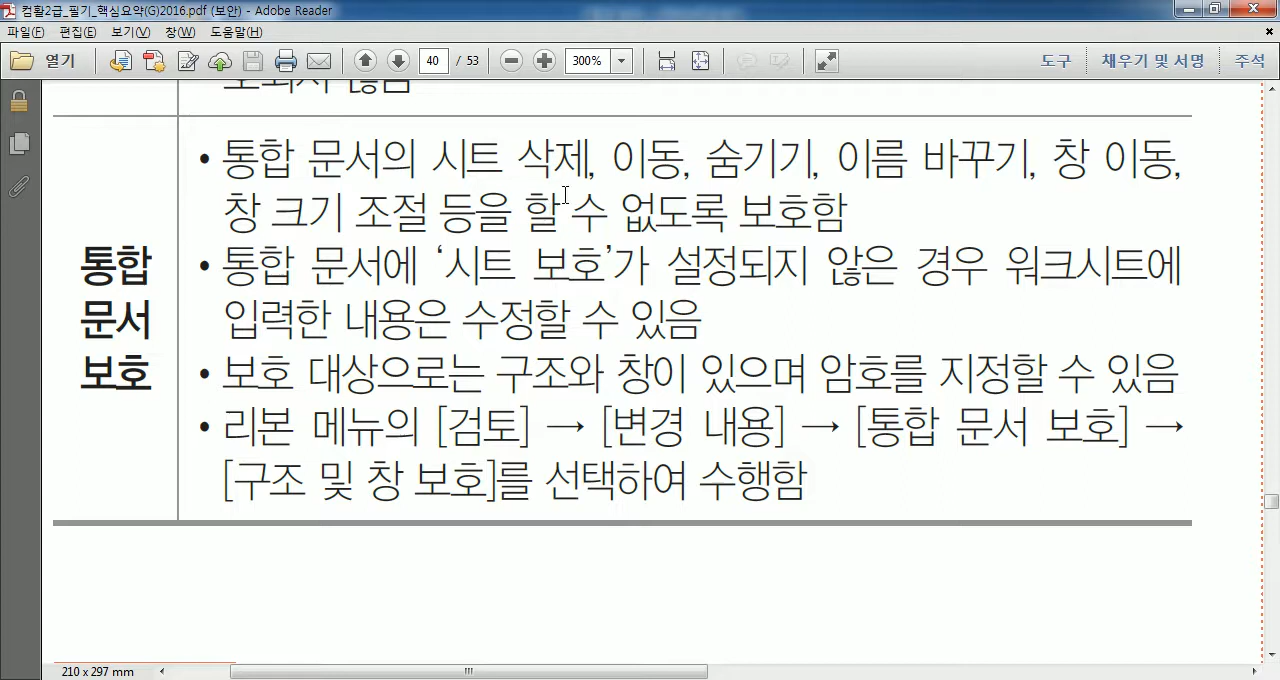 컴활2급_필기_핵심요약(G)2016.pdf (보안) - Adobe Reader
파일(F) 편집(E) 보기(V) 창(W) 도움말(H)
열기 40 / 53 300% 도구 채우기 및 서명 주석
• 통합 문서의 시트 삭제, 이동, 숨기기, 이름 바꾸기, 창 이동,
창 크기 조절 등을 할 수 없도록 보호함
통합
문서
보호
• 통합 문서에 ‘시트 보호’가 설정되지 않은 경우 워크시트에
입력한 내용은 수정할 수 있음
• 보호 대상으로는 구조와 창이 있으며 암호를 지정할 수 있음
• 리본 메뉴의 [검토] → [변경 내용] → [통합 문서 보호] →
[구조 및 창 보호]를 선택하여 수행함
210 x 297 mm